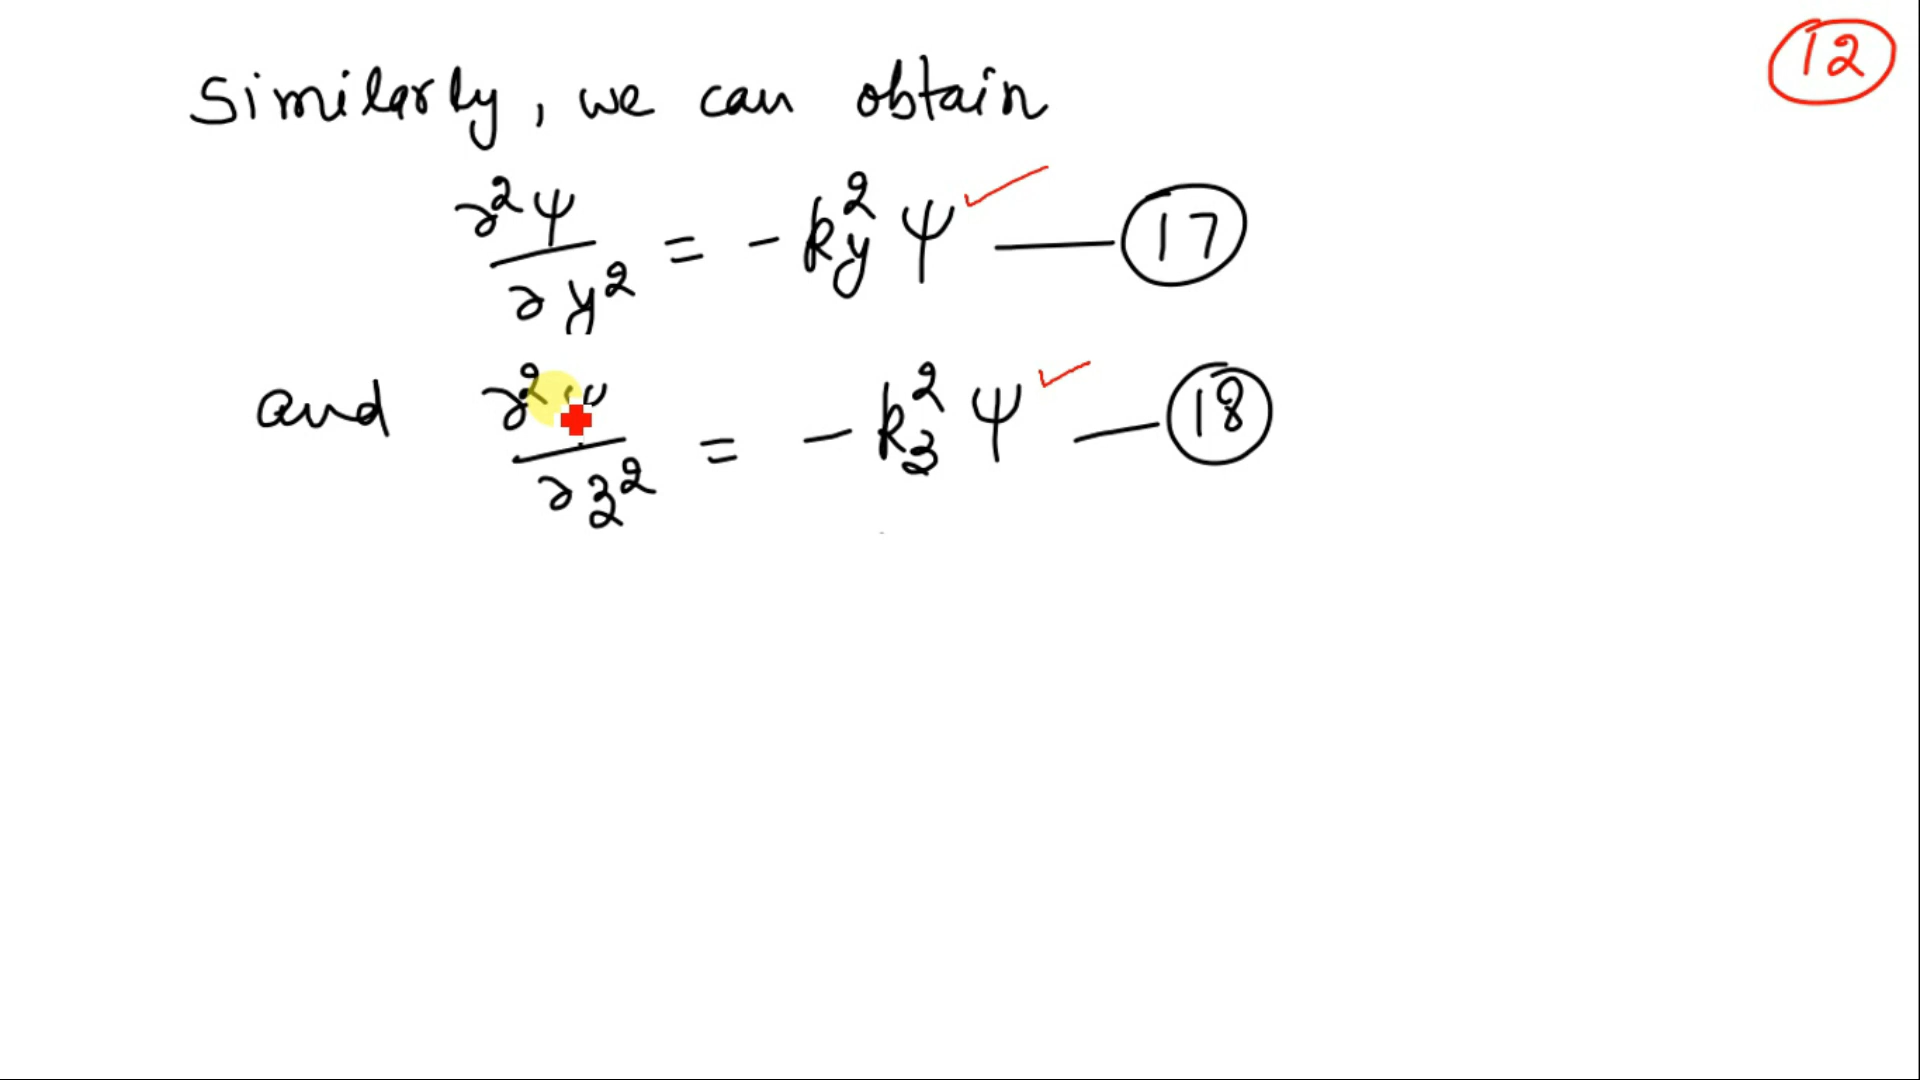 12
Similarly, we can obtain
∂²ψ/∂y² = - k_y² ψ — 17
and ∂²ψ/∂z² = - k_z² ψ — 18